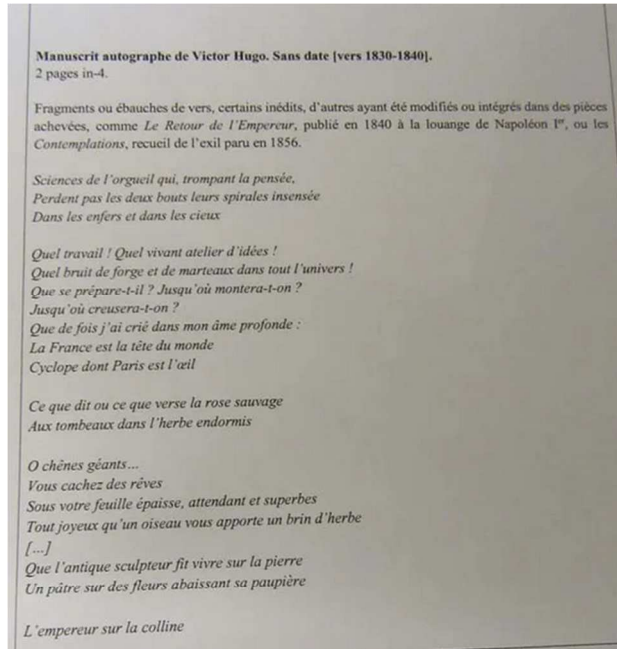 Manuscrit autographe de Victor Hugo. Sans date [vers 1830-1840].
2 pages in-4.
Fragments ou ébauches de vers, certains inédits, d'autres ayant été modifiés ou intégrés dans des pièces
achevées, comme Le Retour de l'Empereur, publié en 1840 à la louange de Napoléon Iᵉʳ, ou les
Contemplations, recueil de l'exil paru en 1856.
Sciences de l'orgueil qui, trompant la pensée,
Perdent pas les deux bouts leurs spirales insensée
Dans les enfers et dans les cieux
Quel travail ! Quel vivant atelier d'idées !
Quel bruit de forge et de marteaux dans tout l'univers !
Que se prépare-t-il ? Jusqu'où montera-t-on ?
Jusqu'où creusera-t-on ?
Que de fois j'ai crié dans mon âme profonde :
La France est la tête du monde
Cyclope dont Paris est l'œil
Ce que dit ou ce que verse la rose sauvage
Aux tombeaux dans l'herbe endormis
O chênes géants...
Vous cachez des rêves
Sous votre feuille épaisse, attendant et superbes
Tout joyeux qu'un oiseau vous apporte un brin d'herbe
[...]
Que l'antique sculpteur fit vivre sur la pierre
Un pâtre sur des fleurs abaissant sa paupière
L'empereur sur la colline